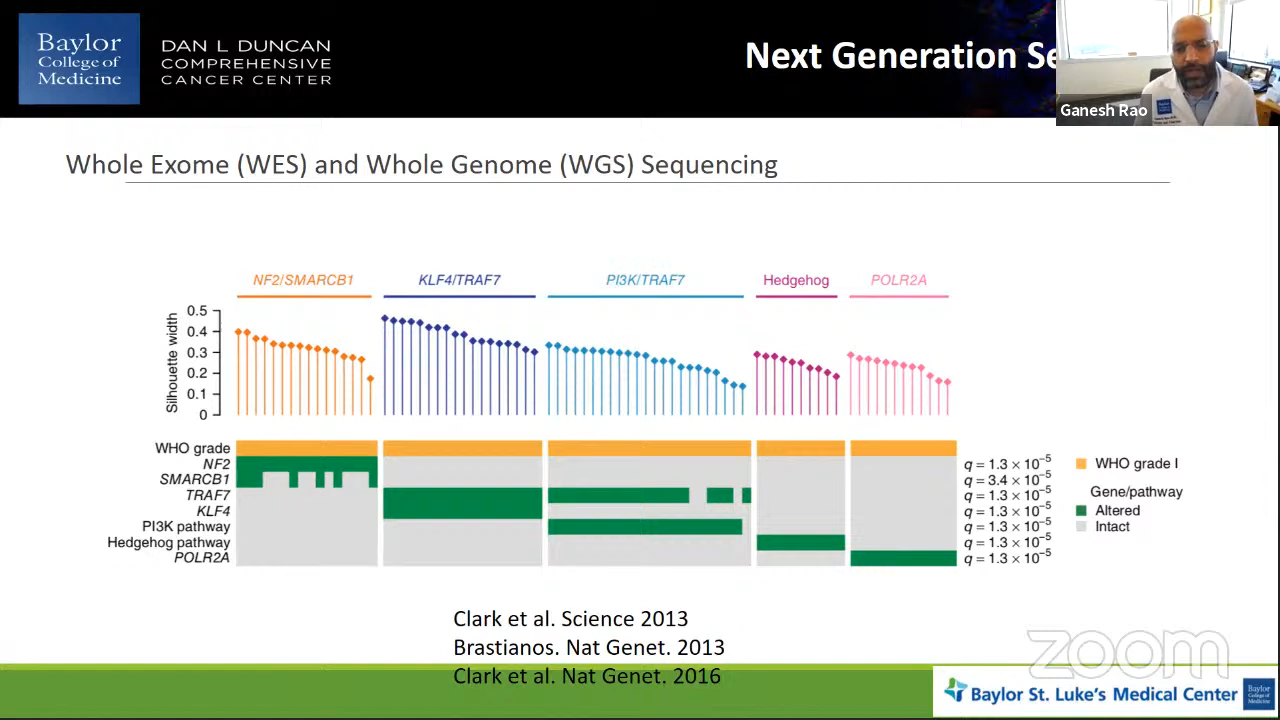 Baylor
College of
Medicine
DAN L DUNCAN
COMPREHENSIVE
CANCER CENTER
Next Generation Se
Ganesh Rao
Whole Exome (WES) and Whole Genome (WGS) Sequencing
NF2/SMARCB1 KLF4/TRAF7 PI3K/TRAF7 Hedgehog POLR2A
Silhouette width
0.5
0.4
0.3
0.2
0.1
0
WHO grade
NF2 q = 1.3 × 10⁻⁵
SMARCB1 q = 3.4 × 10⁻⁵
TRAF7 q = 1.3 × 10⁻⁵
KLF4 q = 1.3 × 10⁻⁵
PI3K pathway q = 1.3 × 10⁻⁵
Hedgehog pathway q = 1.3 × 10⁻⁵
POLR2A q = 1.3 × 10⁻⁵
WHO grade I
Gene/pathway
Altered
Intact
Clark et al. Science 2013
Brastianos. Nat Genet. 2013
Clark et al. Nat Genet. 2016
zoom
Baylor St. Luke's Medical Center
Baylor
College of
Medicine